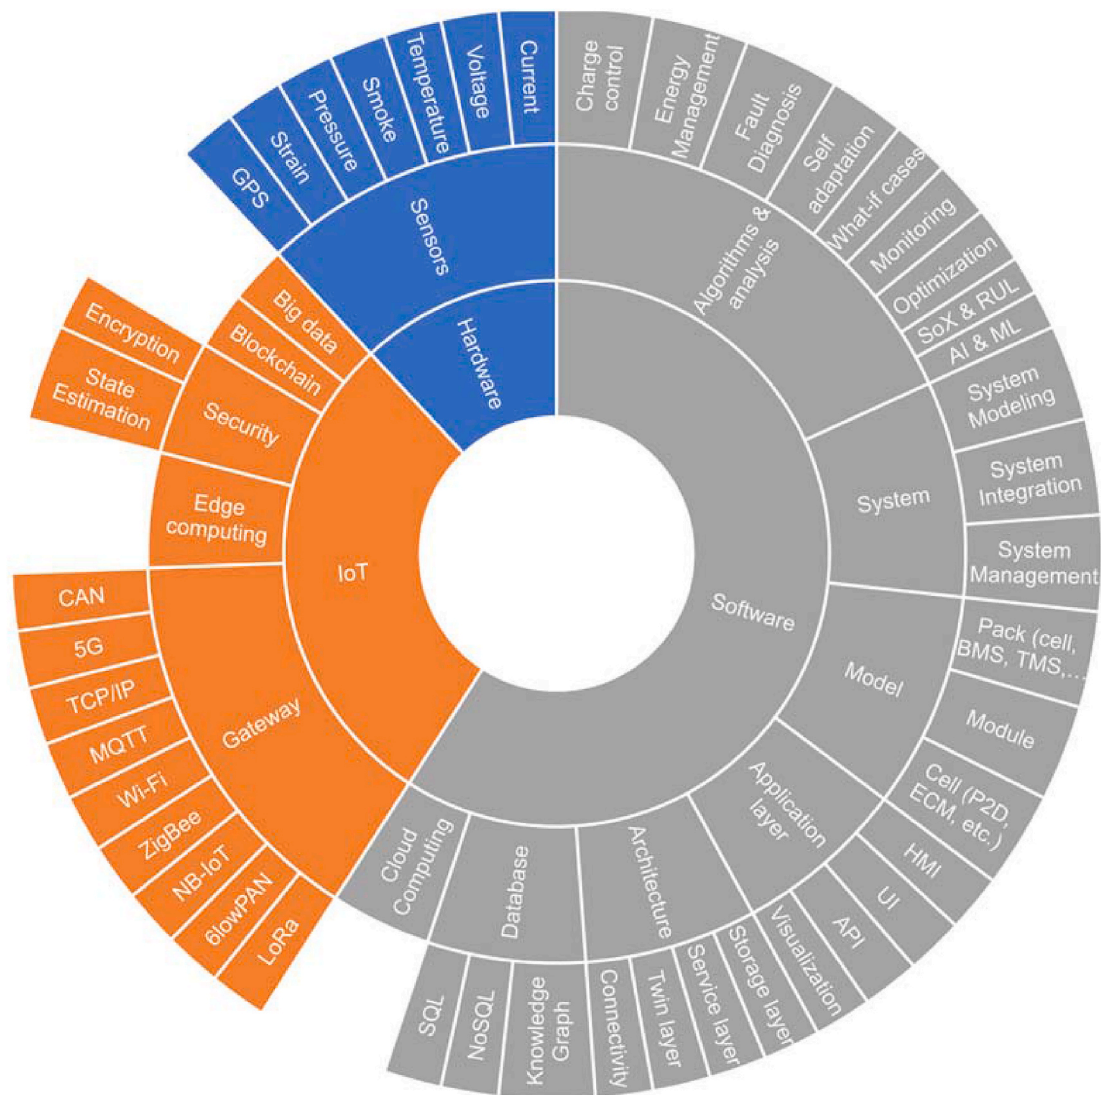 Current
Voltage
Temperature
Smoke
Pressure
Strain
GPS
Sensors
Hardware
Charge
control
Energy
Management
Fault
Diagnosis
Self
adaptation
What-if cases
Monitoring
Optimization
SoX & RUL
AI & ML
Algorithms &
analysis
System
Modeling
System
Integration
System
Management
System
Software
Pack (cell,
BMS, TMS,...
Module
Cell (P2D,
ECM, etc.)
Model
HMI
UI
API
Visualization
Application
layer
Storage layer
Service layer
Twin layer
Connectivity
Architecture
Knowledge
Graph
NoSQL
SQL
Database
Cloud
Computing
Big data
Blockchain
Encryption
State
Estimation
Security
Edge
computing
IoT
CAN
5G
TCP/IP
MQTT
Wi-Fi
ZigBee
NB-IoT
6lowPAN
LoRa
Gateway